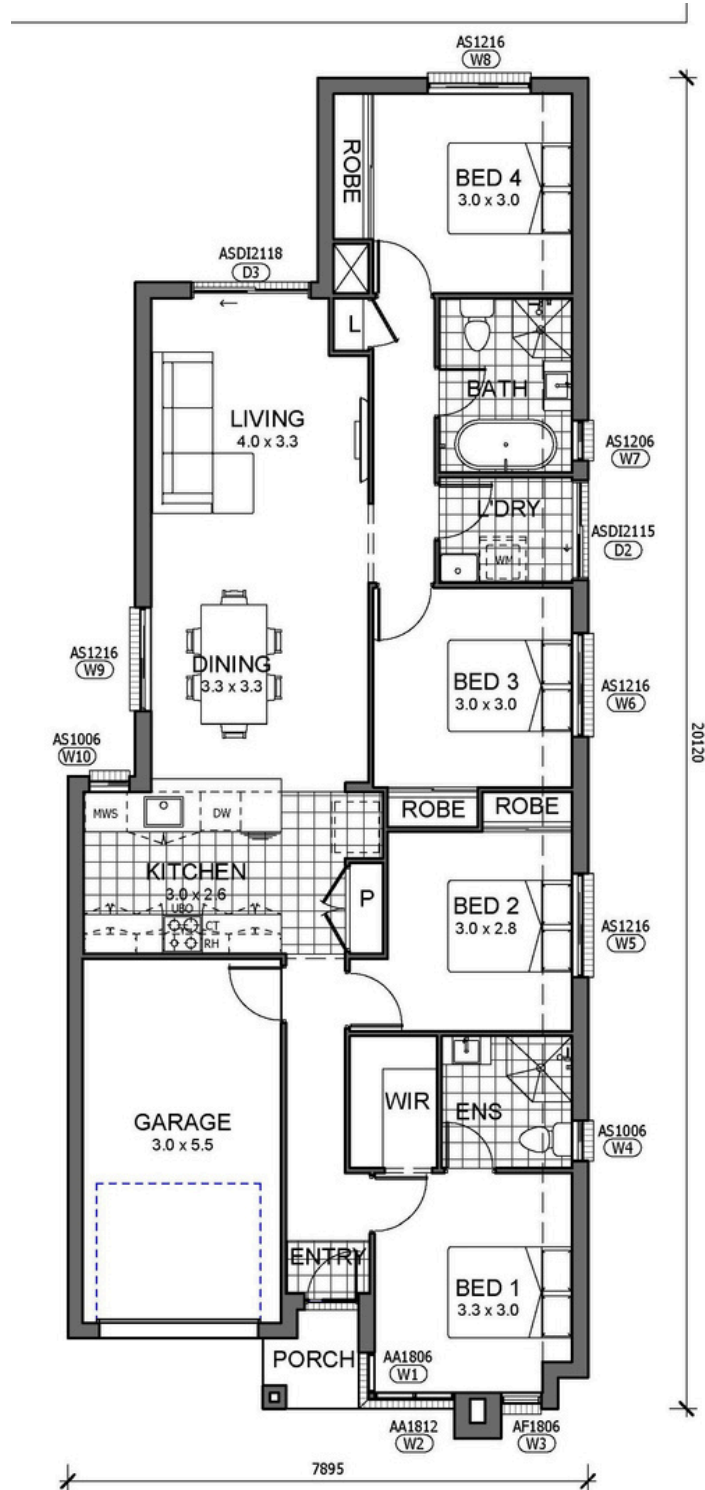 AS1216
W8
ROBE
BED 4
3.0 x 3.0
ASDI2118
D3
L
BATH
LIVING
4.0 x 3.3
AS1206
W7
L'DRY
WM
ASDI2115
D2
DINING
3.3 x 3.3
AS1216
W9
BED 3
3.0 x 3.0
AS1216
W6
20120
AS1006
W10
MWS
DW
ROBE
ROBE
KITCHEN
3.0 x 2.6
UBO
CT
RH
P
BED 2
3.0 x 2.8
AS1216
W5
GARAGE
3.0 x 5.5
WIR
ENS
AS1006
W4
ENTRY
BED 1
3.3 x 3.0
PORCH
AA1806
W1
AA1812
W2
AF1806
W3
7895